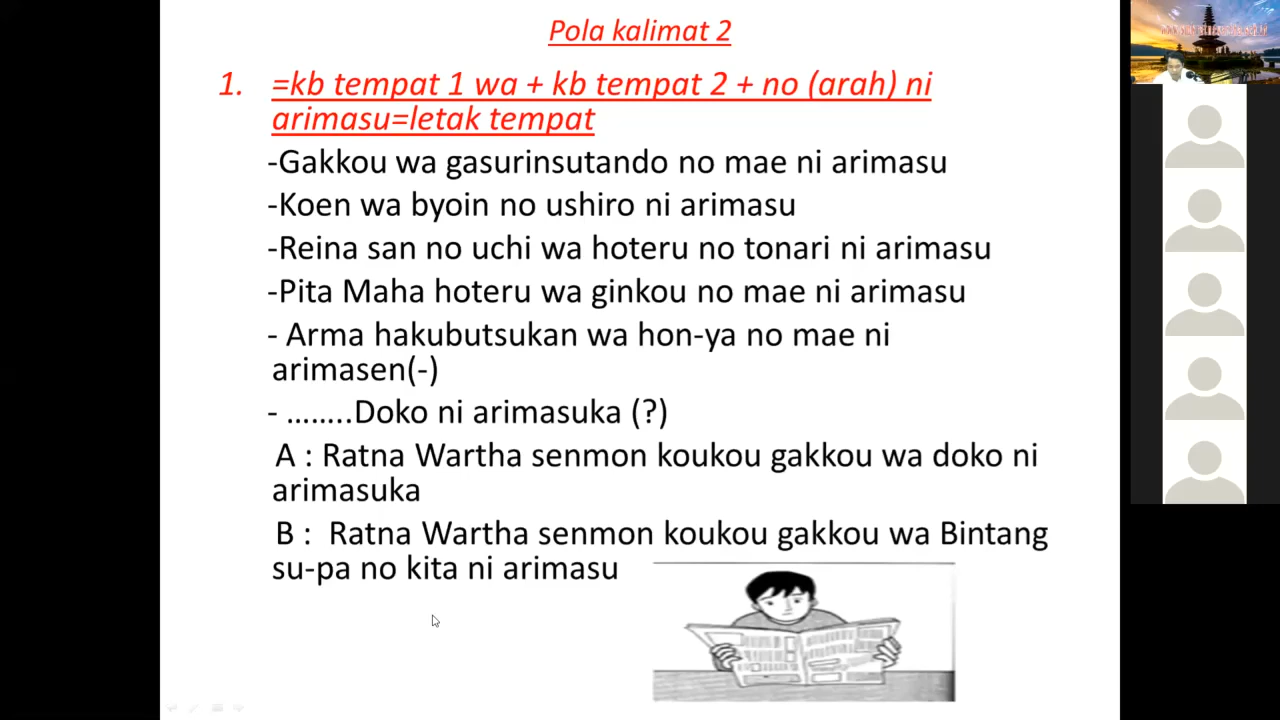 Pola kalimat 2
1. =kb tempat 1 wa + kb tempat 2 + no (arah) ni
arimasu=letak tempat
-Gakkou wa gasurinsutando no mae ni arimasu
-Koen wa byoin no ushiro ni arimasu
-Reina san no uchi wa hoteru no tonari ni arimasu
-Pita Maha hoteru wa ginkou no mae ni arimasu
- Arma hakubutsukan wa hon-ya no mae ni
arimasen(-)
- ……..Doko ni arimasuka (?)
A : Ratna Wartha senmon koukou gakkou wa doko ni
arimasuka
B : Ratna Wartha senmon koukou gakkou wa Bintang
su-pa no kita ni arimasu